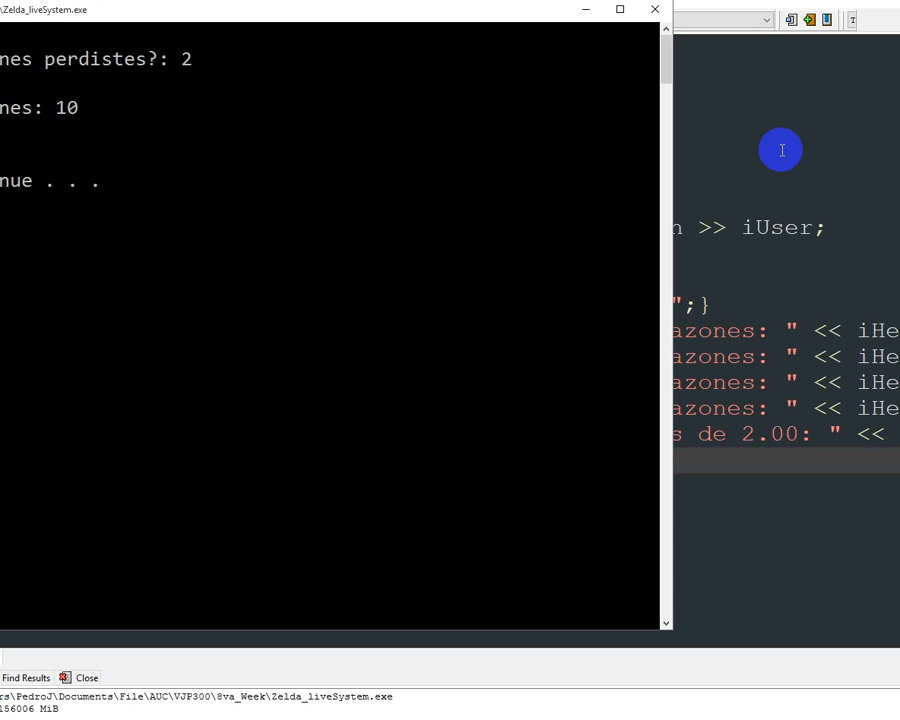 \Zelda_liveSystem.exe
nes perdistes?: 2
nes: 10
nue . . .
n >> iUser;
";}
azones: " << iHe
azones: " << iHe
azones: " << iHe
azones: " << iHe
s de 2.00: " <<
Find Results
Close
rs\PedroJ\Documents\File\AUC\VJP300\8va_Week\Zelda_liveSystem.exe
156006 MiB